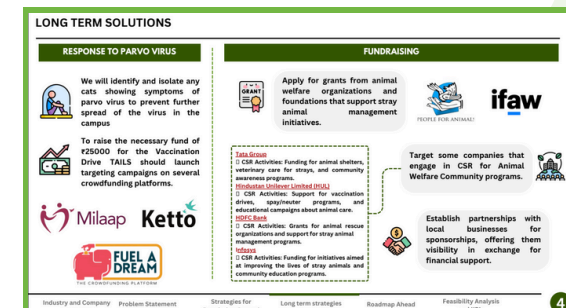 LONG TERM SOLUTIONS
RESPONSE TO PARVO VIRUS
We will identify and isolate any
cats showing symptoms of
parvo virus to prevent further
spread of the virus in the
campus
To raise the necessary fund of
₹25000 for the Vaccination
Drive TAILS should launch
targeting campaigns on several
crowdfunding platforms.
Milaap
Ketto
FUEL A
DREAM
THE CROWDFUNDING PLATFORM
FUNDRAISING
GRANT
Apply for grants from animal
welfare organizations and
foundations that support stray
animal management
initiatives.
PEOPLE FOR ANIMALS
ifaw
Tata Group
CSR Activities: Funding for animal shelters,
veterinary care for strays, and community
awareness programs.
Hindustan Unilever Limited (HUL)
CSR Activities: Support for vaccination
drives, spay/neuter programs, and
educational campaigns about animal care.
HDFC Bank
CSR Activities: Grants for animal rescue
organizations and support for stray animal
management programs.
Infosys
CSR Activities: Funding for initiatives aimed
at improving the lives of stray animals and
community education programs.
Target some companies that
engage in CSR for Animal
Welfare Community programs.
Establish partnerships with
local businesses for
sponsorships, offering them
visibility in exchange for
financial support.
Industry and Company
Problem Statement
Strategies for
Long term strategies
Roadmap Ahead
Feasibility Analysis
4